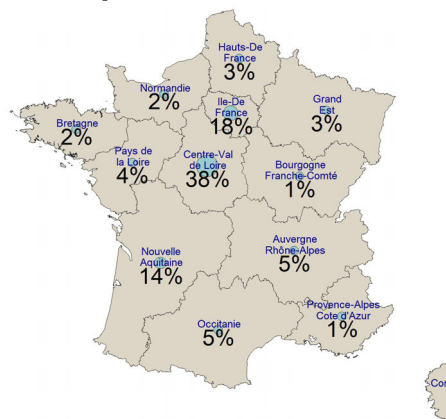 Hauts-De
France
3%
Normandie
2%
Ile-De
France
18%
Grand
Est
3%
Bretagne
2%
Pays de
la Loire
4%
Centre-Val
de Loire
38%
Bourgogne
Franche-Comté
1%
Nouvelle
Aquitaine
14%
Auvergne
Rhône-Alpes
5%
Occitanie
5%
Provence-Alpes
Cote d'Azur
1%
Cor